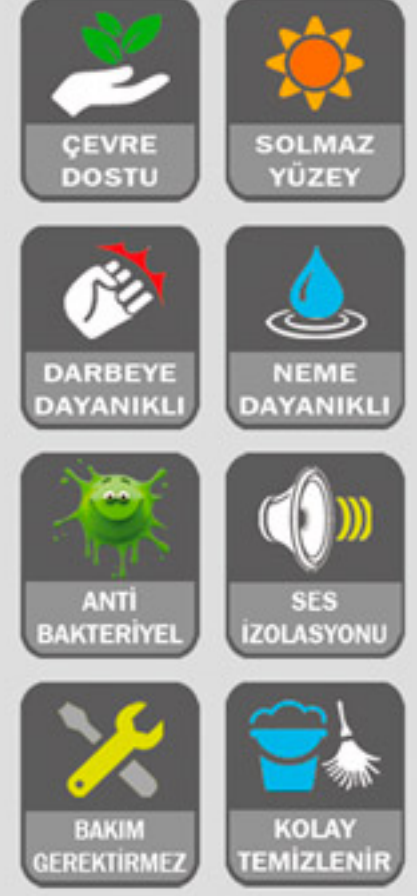 ÇEVRE
DOSTU
SOLMAZ
YÜZEY
DARBEYE
DAYANIKLI
NEME
DAYANIKLI
ANTİ
BAKTERİYEL
SES
İZOLASYONU
BAKIM
GEREKTİRMEZ
KOLAY
TEMİZLENİR